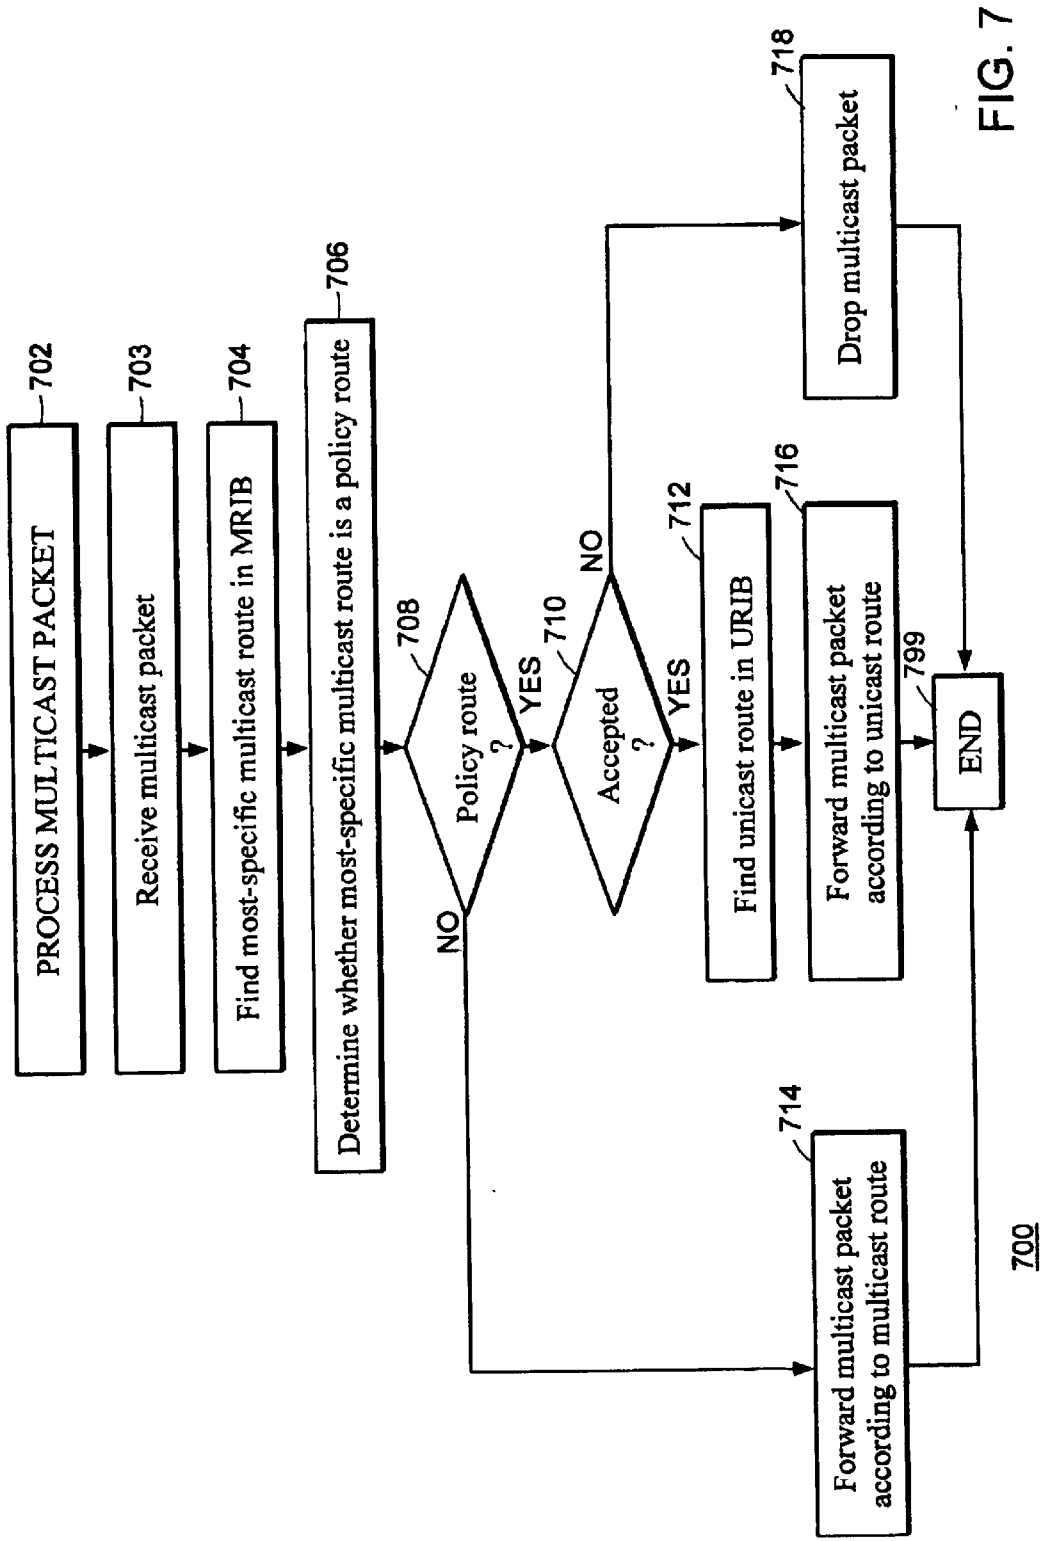 PROCESS MULTICAST PACKET
702
Receive multicast packet
703
Find most-specific multicast route in MRIB
704
Determine whether most-specific multicast route is a policy route
706
Policy route
?
708
NO
YES
Accepted
?
710
NO
YES
Find unicast route in URIB
712
Forward multicast packet
according to multicast route
714
Forward multicast packet
according to unicast route
716
Drop multicast packet
718
END
799
700
FIG. 7